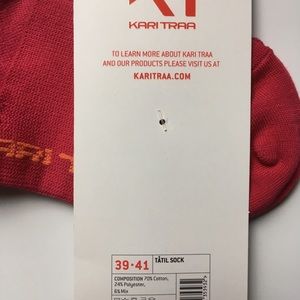 KARI TRAA
TO LEARN MORE ABOUT KARI TRAA
AND OUR PRODUCTS PLEASE VISIT US AT
KARITRAA.COM
KARI T
39-41
TÅTIL SOCK
COMPOSITION 70% Cotton,
24% Polyester,
6% Mix